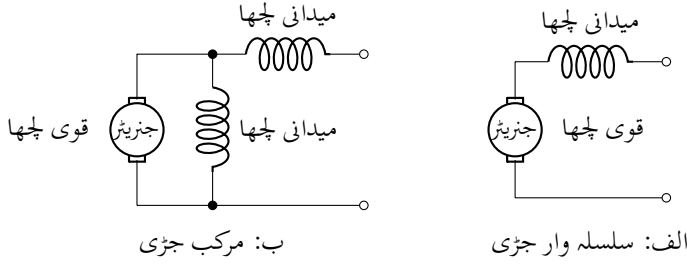 میدانی لچھا
جنریٹر
قوی لچھا
الف: سلسلہ وار جڑی
میدانی لچھا
میدانی لچھا
جنریٹر
قوی لچھا
ب: مرکب جڑی